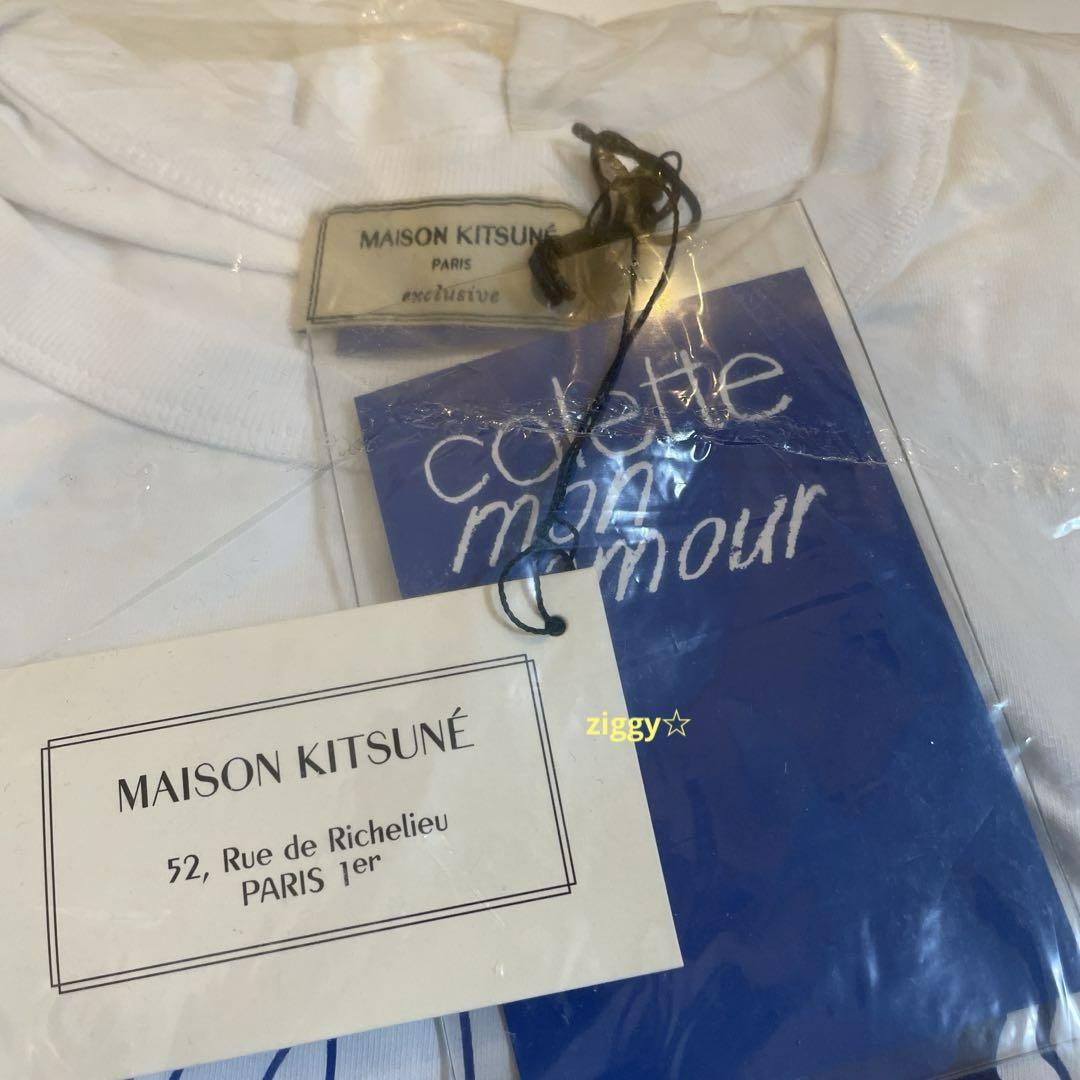 MAISON KITSUNÉ
PARIS
exclusive
colette
mon
amour
ziggy☆
MAISON KITSUNÉ
52, Rue de Richelieu
PARIS 1er